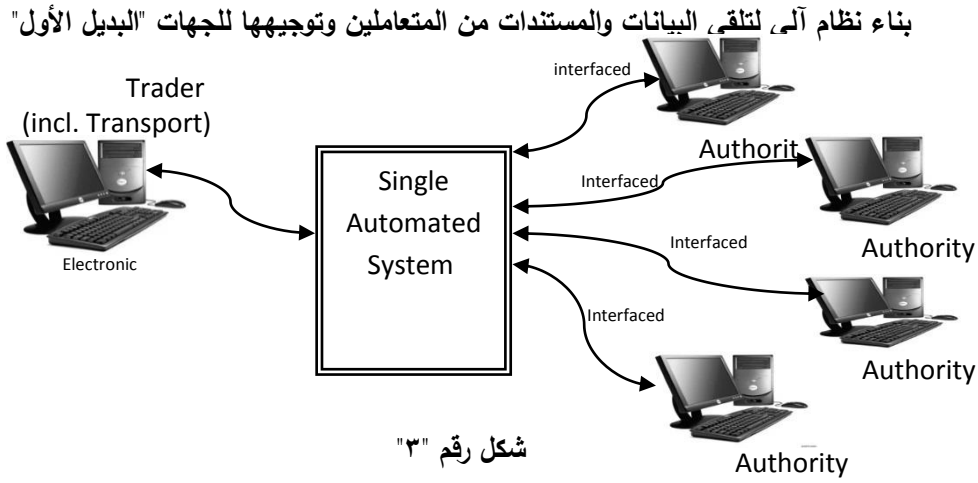 بناء نظام آلى لتلقى البيانات والمستندات من المتعاملين وتوجيهها للجهات "البديل الأول"
interfaced
Trader
(incl. Transport)
Authorit
Single
Automated
System
Interfaced
Interfaced
Authority
Electronic
Interfaced
Authority
شكل رقم "٣"
Authority